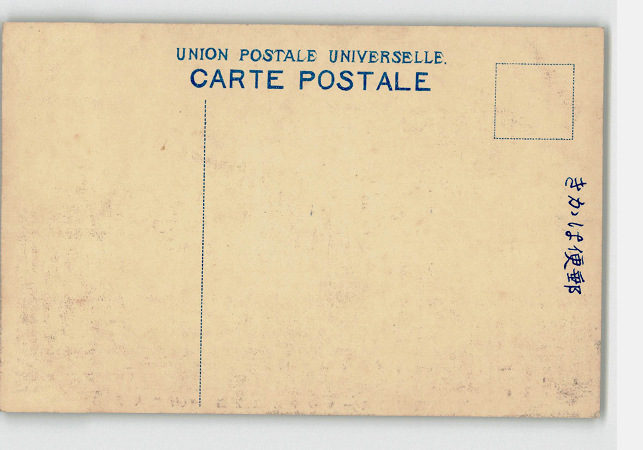 UNION POSTALE UNIVERSELLE.
CARTE POSTALE
きかは便郵